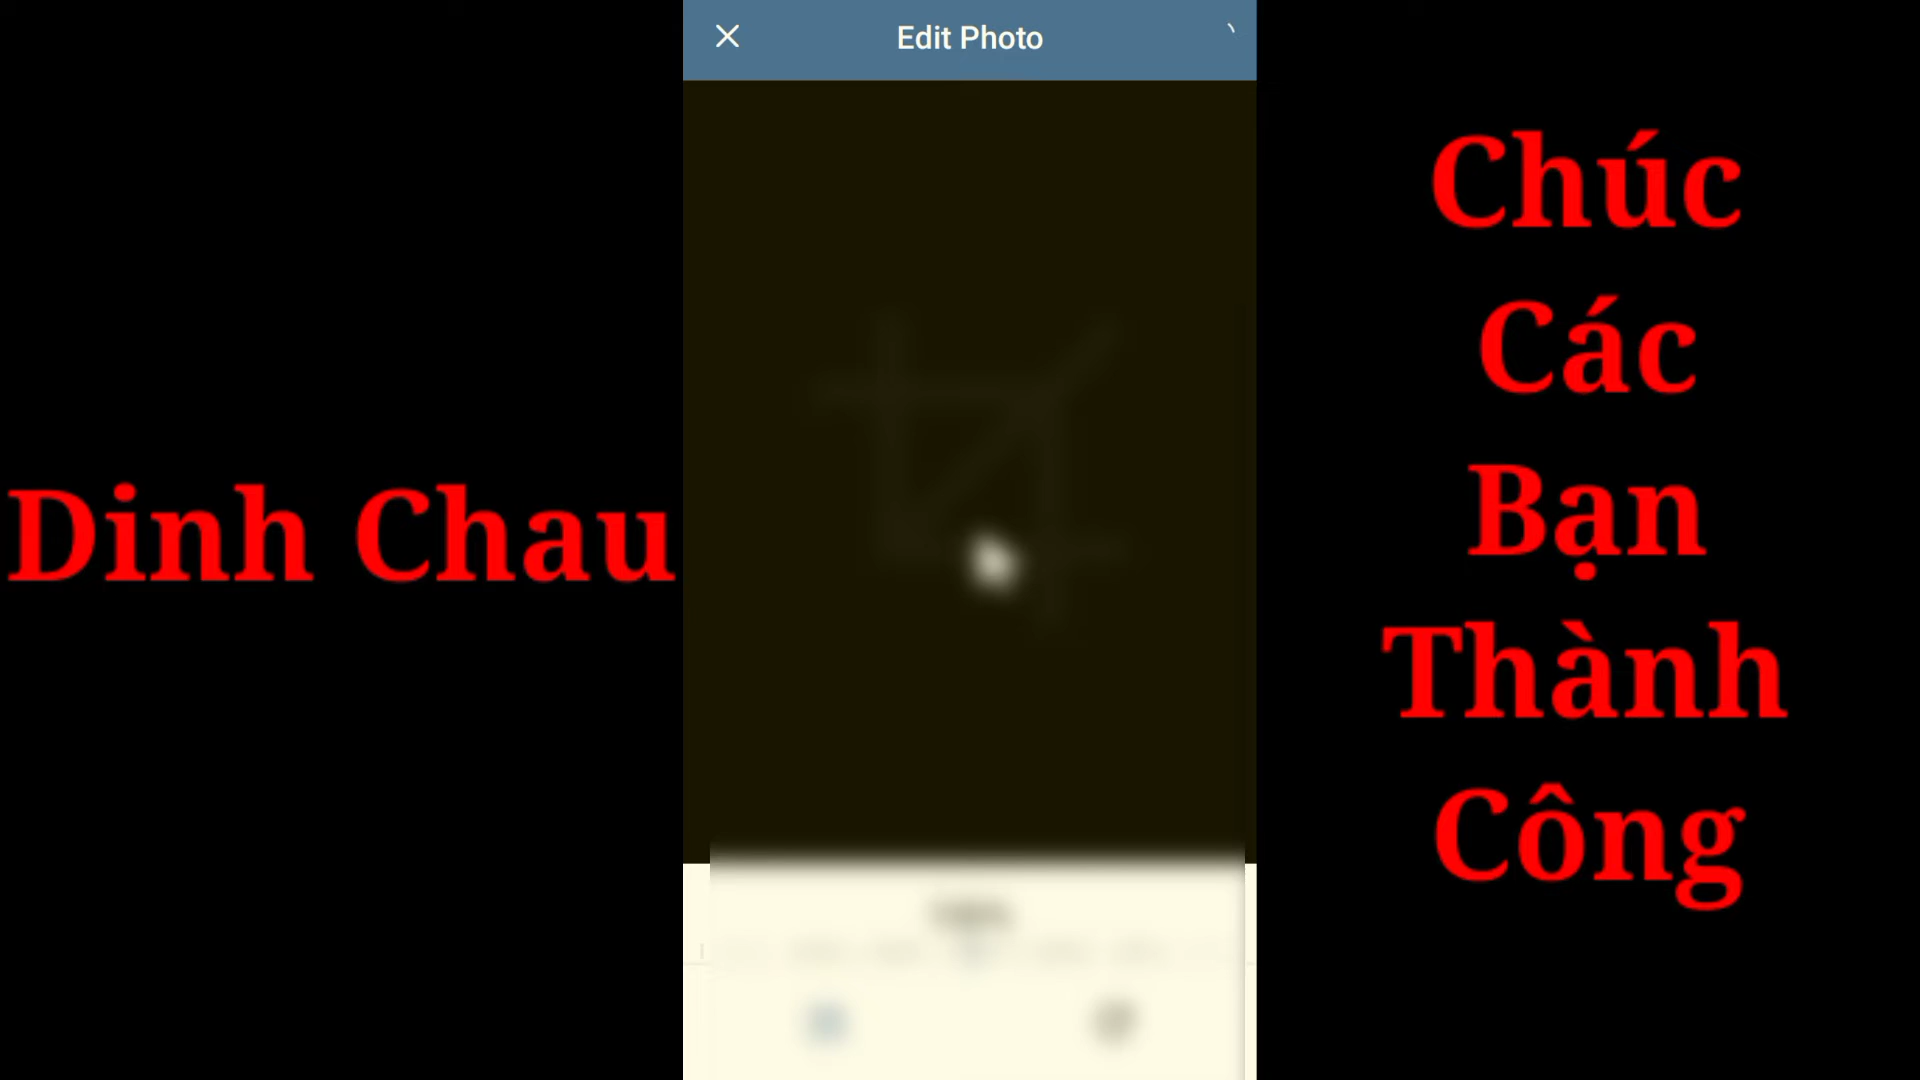 Edit Photo
Dinh Chau
Chúc
Các
Bạn
Thành
Công